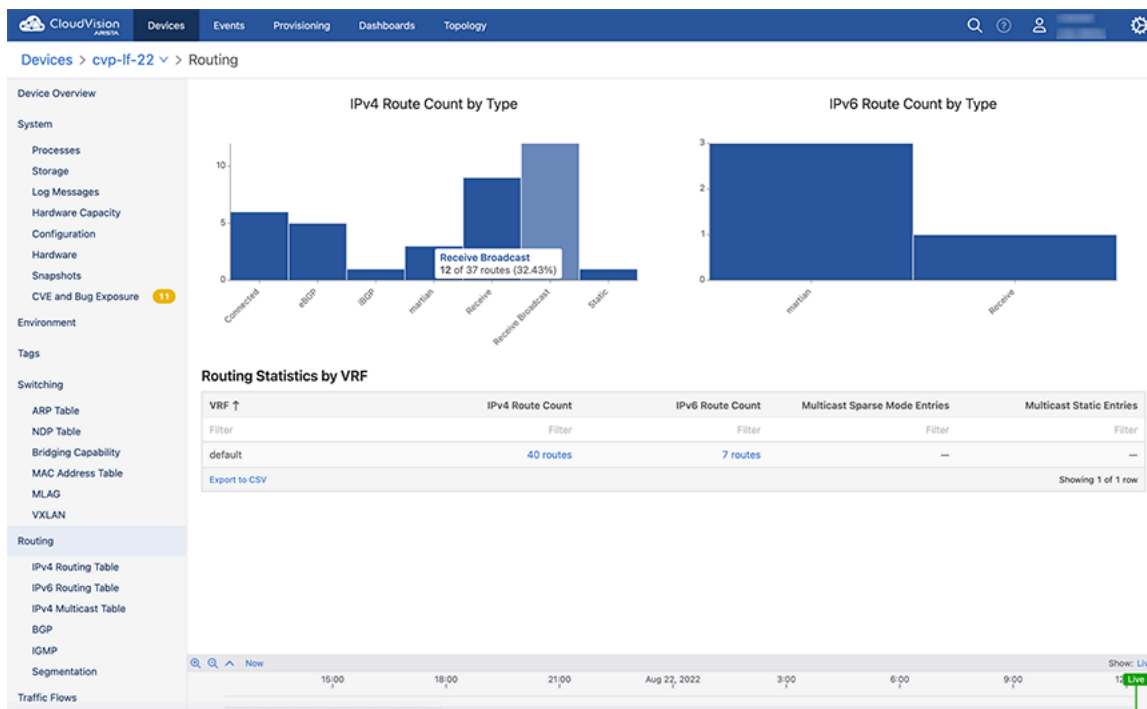 CloudVision
ARISTA
Devices Events Provisioning Dashboards Topology
Devices > cvp-lf-22 > Routing
Device Overview
System
Processes
Storage
Log Messages
Hardware Capacity
Configuration
Hardware
Snapshots
CVE and Bug Exposure 11
Environment
Tags
Switching
ARP Table
NDP Table
Bridging Capability
MAC Address Table
MLAG
VXLAN
Routing
IPv4 Routing Table
IPv6 Routing Table
IPv4 Multicast Table
BGP
IGMP
Segmentation
Traffic Flows
IPv4 Route Count by Type
10
5
0
Connected eBGP iBGP martian Receive Receive Broadcast Static
Receive Broadcast
12 of 37 routes (32.43%)
IPv6 Route Count by Type
3
2
1
0
martian Receive
Routing Statistics by VRF
VRF ↑ IPv4 Route Count IPv6 Route Count Multicast Sparse Mode Entries Multicast Static Entries
Filter Filter Filter Filter Filter
default 40 routes 7 routes — —
Export to CSV Showing 1 of 1 row
Now Show: Liv
15:00 18:00 21:00 Aug 22, 2022 3:00 6:00 9:00 12 Live